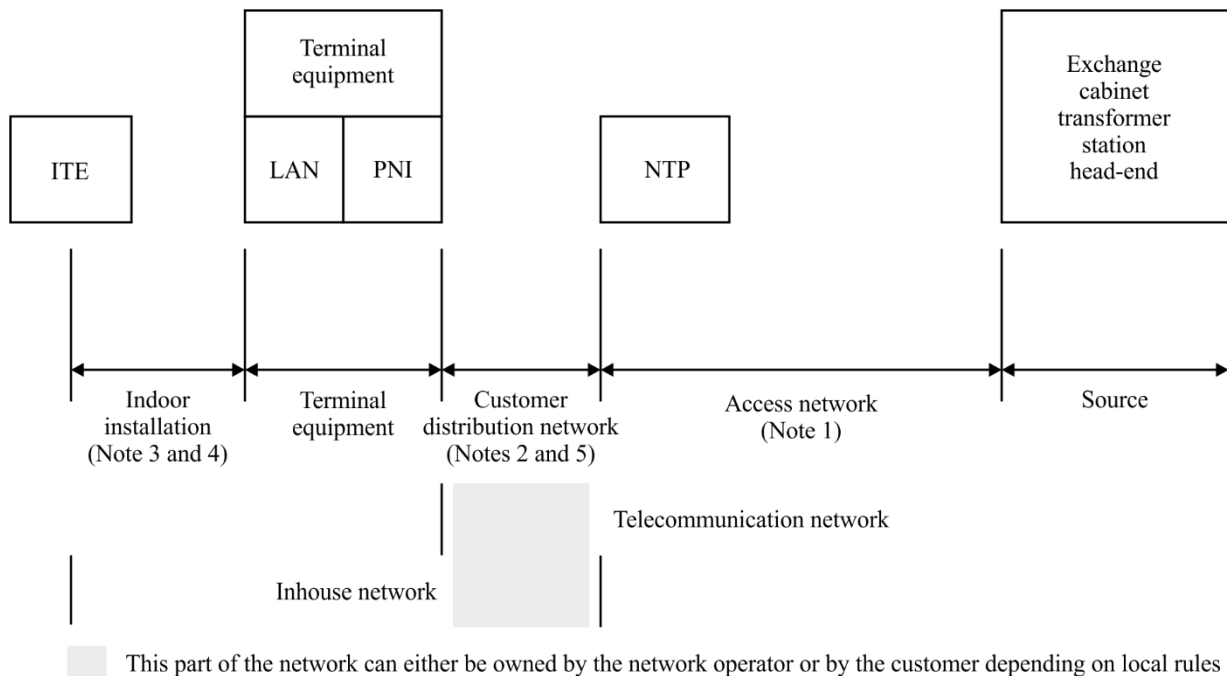 Terminal
equipment
Exchange
cabinet
transformer
station
head-end
ITE
LAN
PNI
NTP
Indoor
installation
(Note 3 and 4)
Terminal
equipment
Customer
distribution network
(Notes 2 and 5)
Access network
(Note 1)
Source
Telecommunication network
Inhouse network
This part of the network can either be owned by the network operator or by the customer depending on local rules